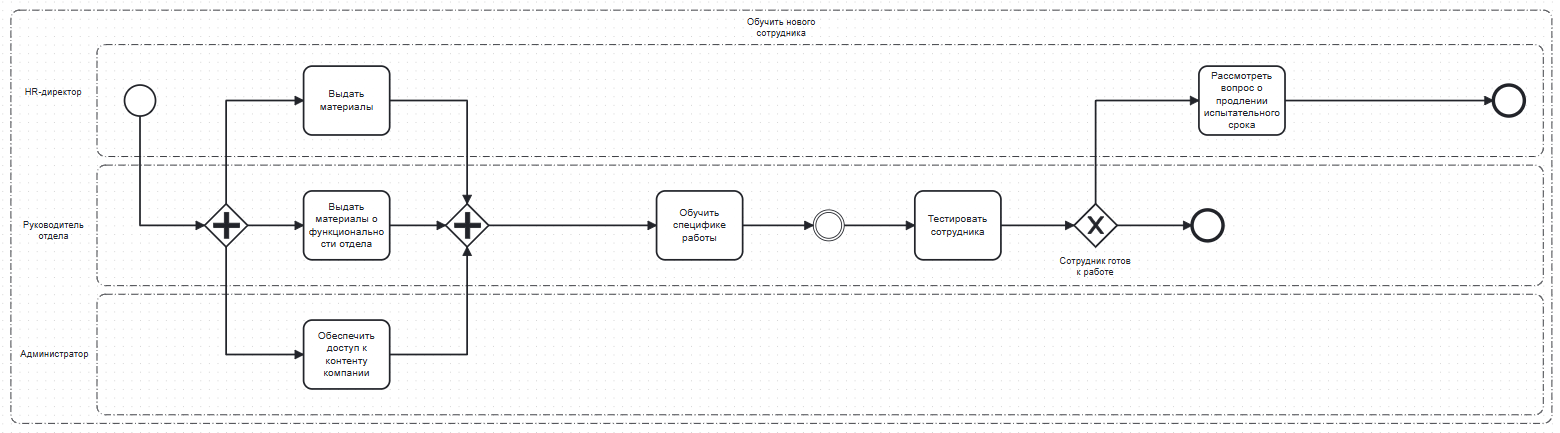 Обучить нового
сотрудника
HR-директор
Выдать
материалы
Рассмотреть
вопрос о
продлении
испытательного
срока
Руководитель
отдела
Выдать
материалы о
функционально
сти отдела
Обучить
специфике
работы
Тестировать
сотрудника
X
Сотрудник готов
к работе
Администратор
Обеспечить
доступ к
контенту
компании